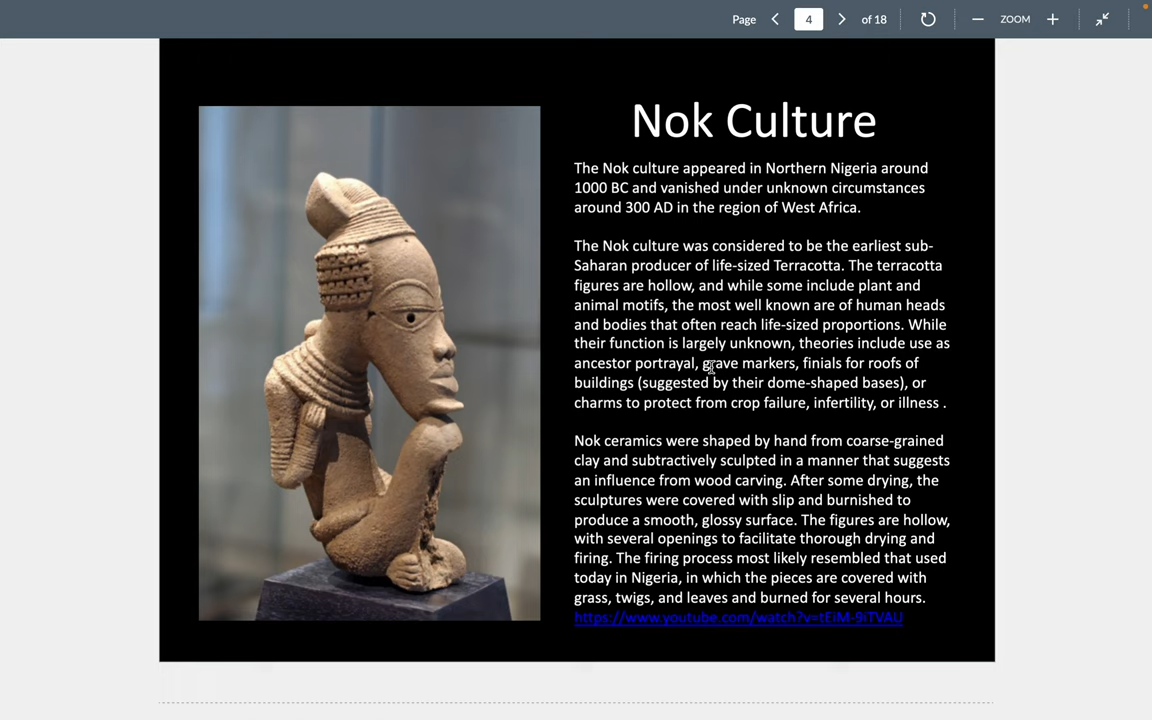 Page 4 of 18 ZOOM
Nok Culture
The Nok culture appeared in Northern Nigeria around
1000 BC and vanished under unknown circumstances
around 300 AD in the region of West Africa.
The Nok culture was considered to be the earliest sub-
Saharan producer of life-sized Terracotta. The terracotta
figures are hollow, and while some include plant and
animal motifs, the most well known are of human heads
and bodies that often reach life-sized proportions. While
their function is largely unknown, theories include use as
ancestor portrayal, grave markers, finials for roofs of
buildings (suggested by their dome-shaped bases), or
charms to protect from crop failure, infertility, or illness .
Nok ceramics were shaped by hand from coarse-grained
clay and subtractively sculpted in a manner that suggests
an influence from wood carving. After some drying, the
sculptures were covered with slip and burnished to
produce a smooth, glossy surface. The figures are hollow,
with several openings to facilitate thorough drying and
firing. The firing process most likely resembled that used
today in Nigeria, in which the pieces are covered with
grass, twigs, and leaves and burned for several hours.
https://www.youtube.com/watch?v=tEIM-9iTVAU